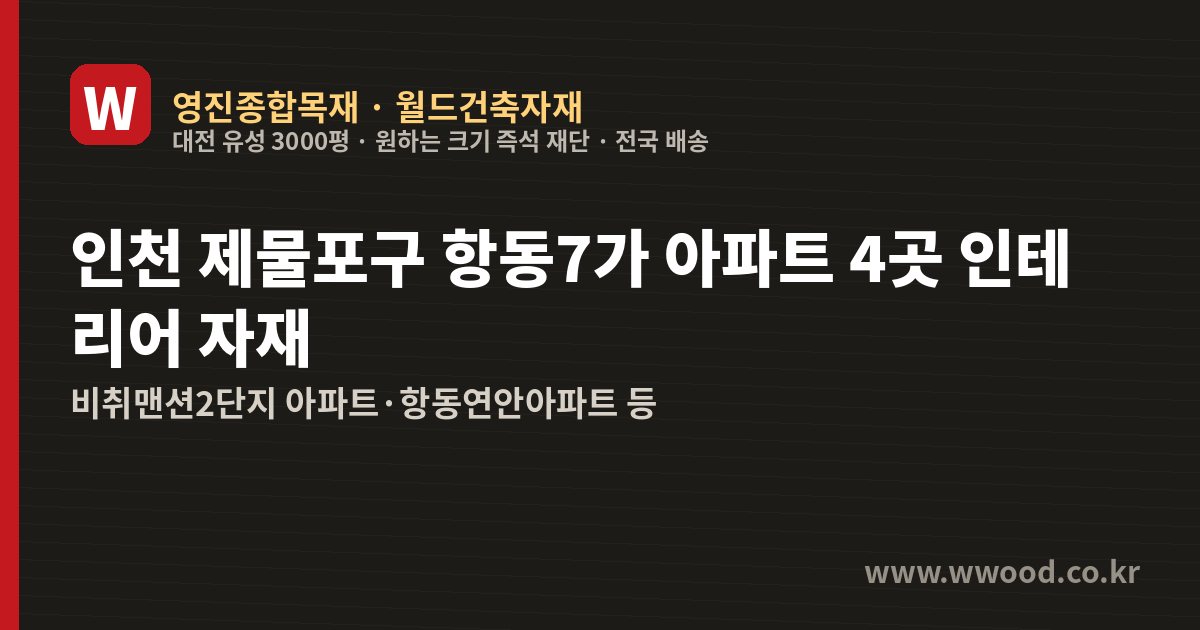 W
영진종합목재 · 월드건축자재
대전 유성 3000평 · 원하는 크기 즉석 재단 · 전국 배송
인천 제물포구 항동7가 아파트 4곳 인테
리어 자재
비취맨션2단지 아파트·항동연안아파트 등
www.wwood.co.kr